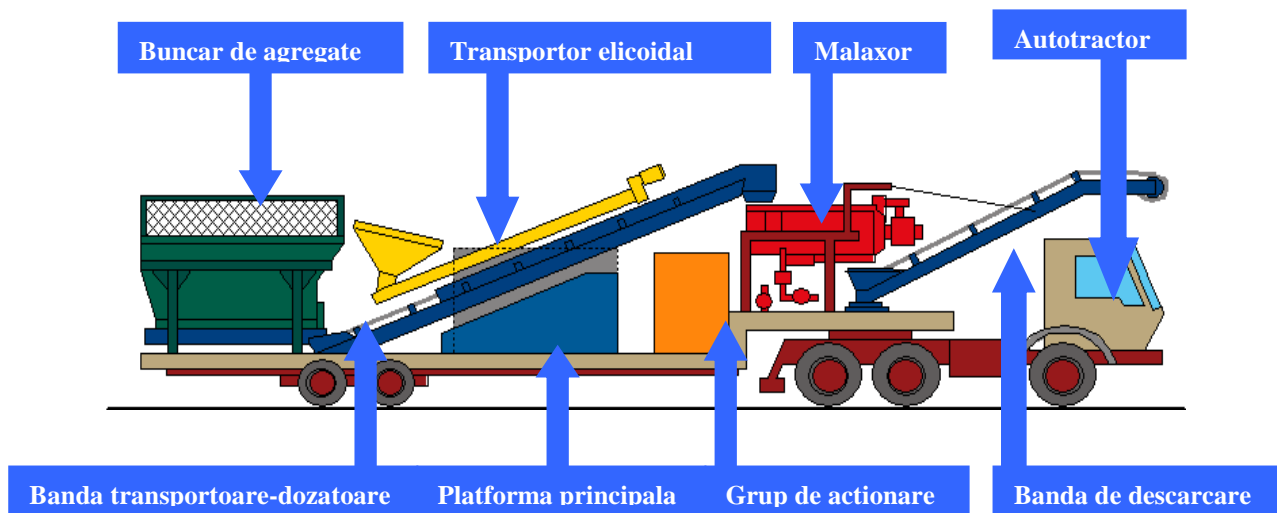 Buncar de agregate
Transportor elicoidal
Malaxor
Autotractor
Banda transportoare-dozatoare
Platforma principala
Grup de actionare
Banda de descarcare